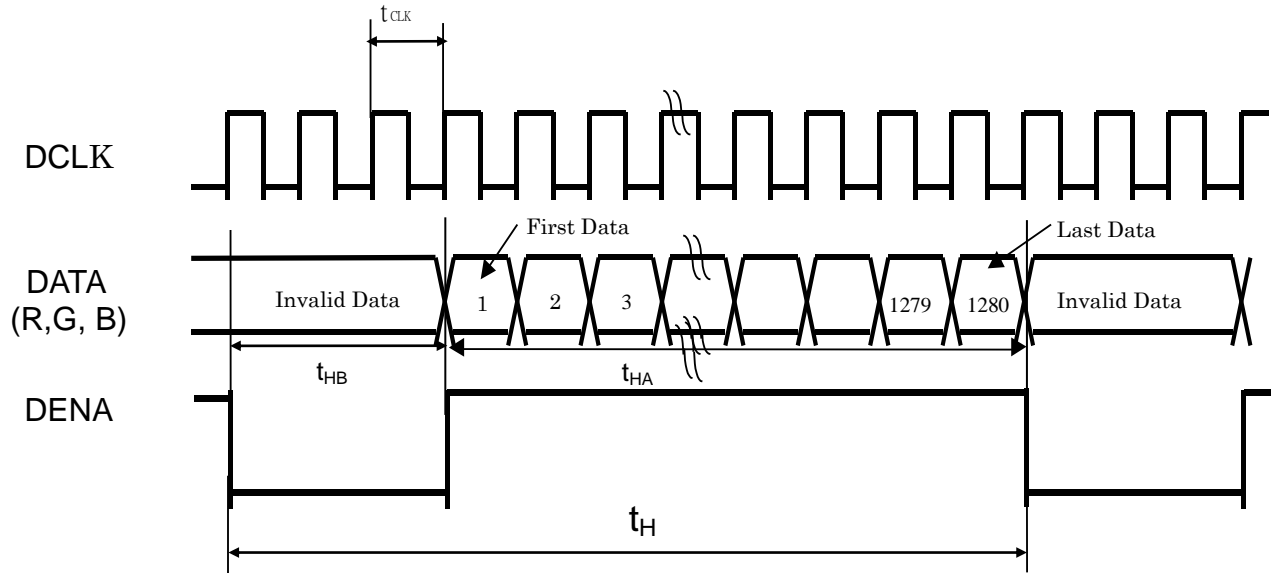 tCLK
DCLK
First Data
Last Data
DATA
(R,G, B)
Invalid Data
1
2
3
1279
1280
Invalid Data
tHB
tHA
DENA
tH